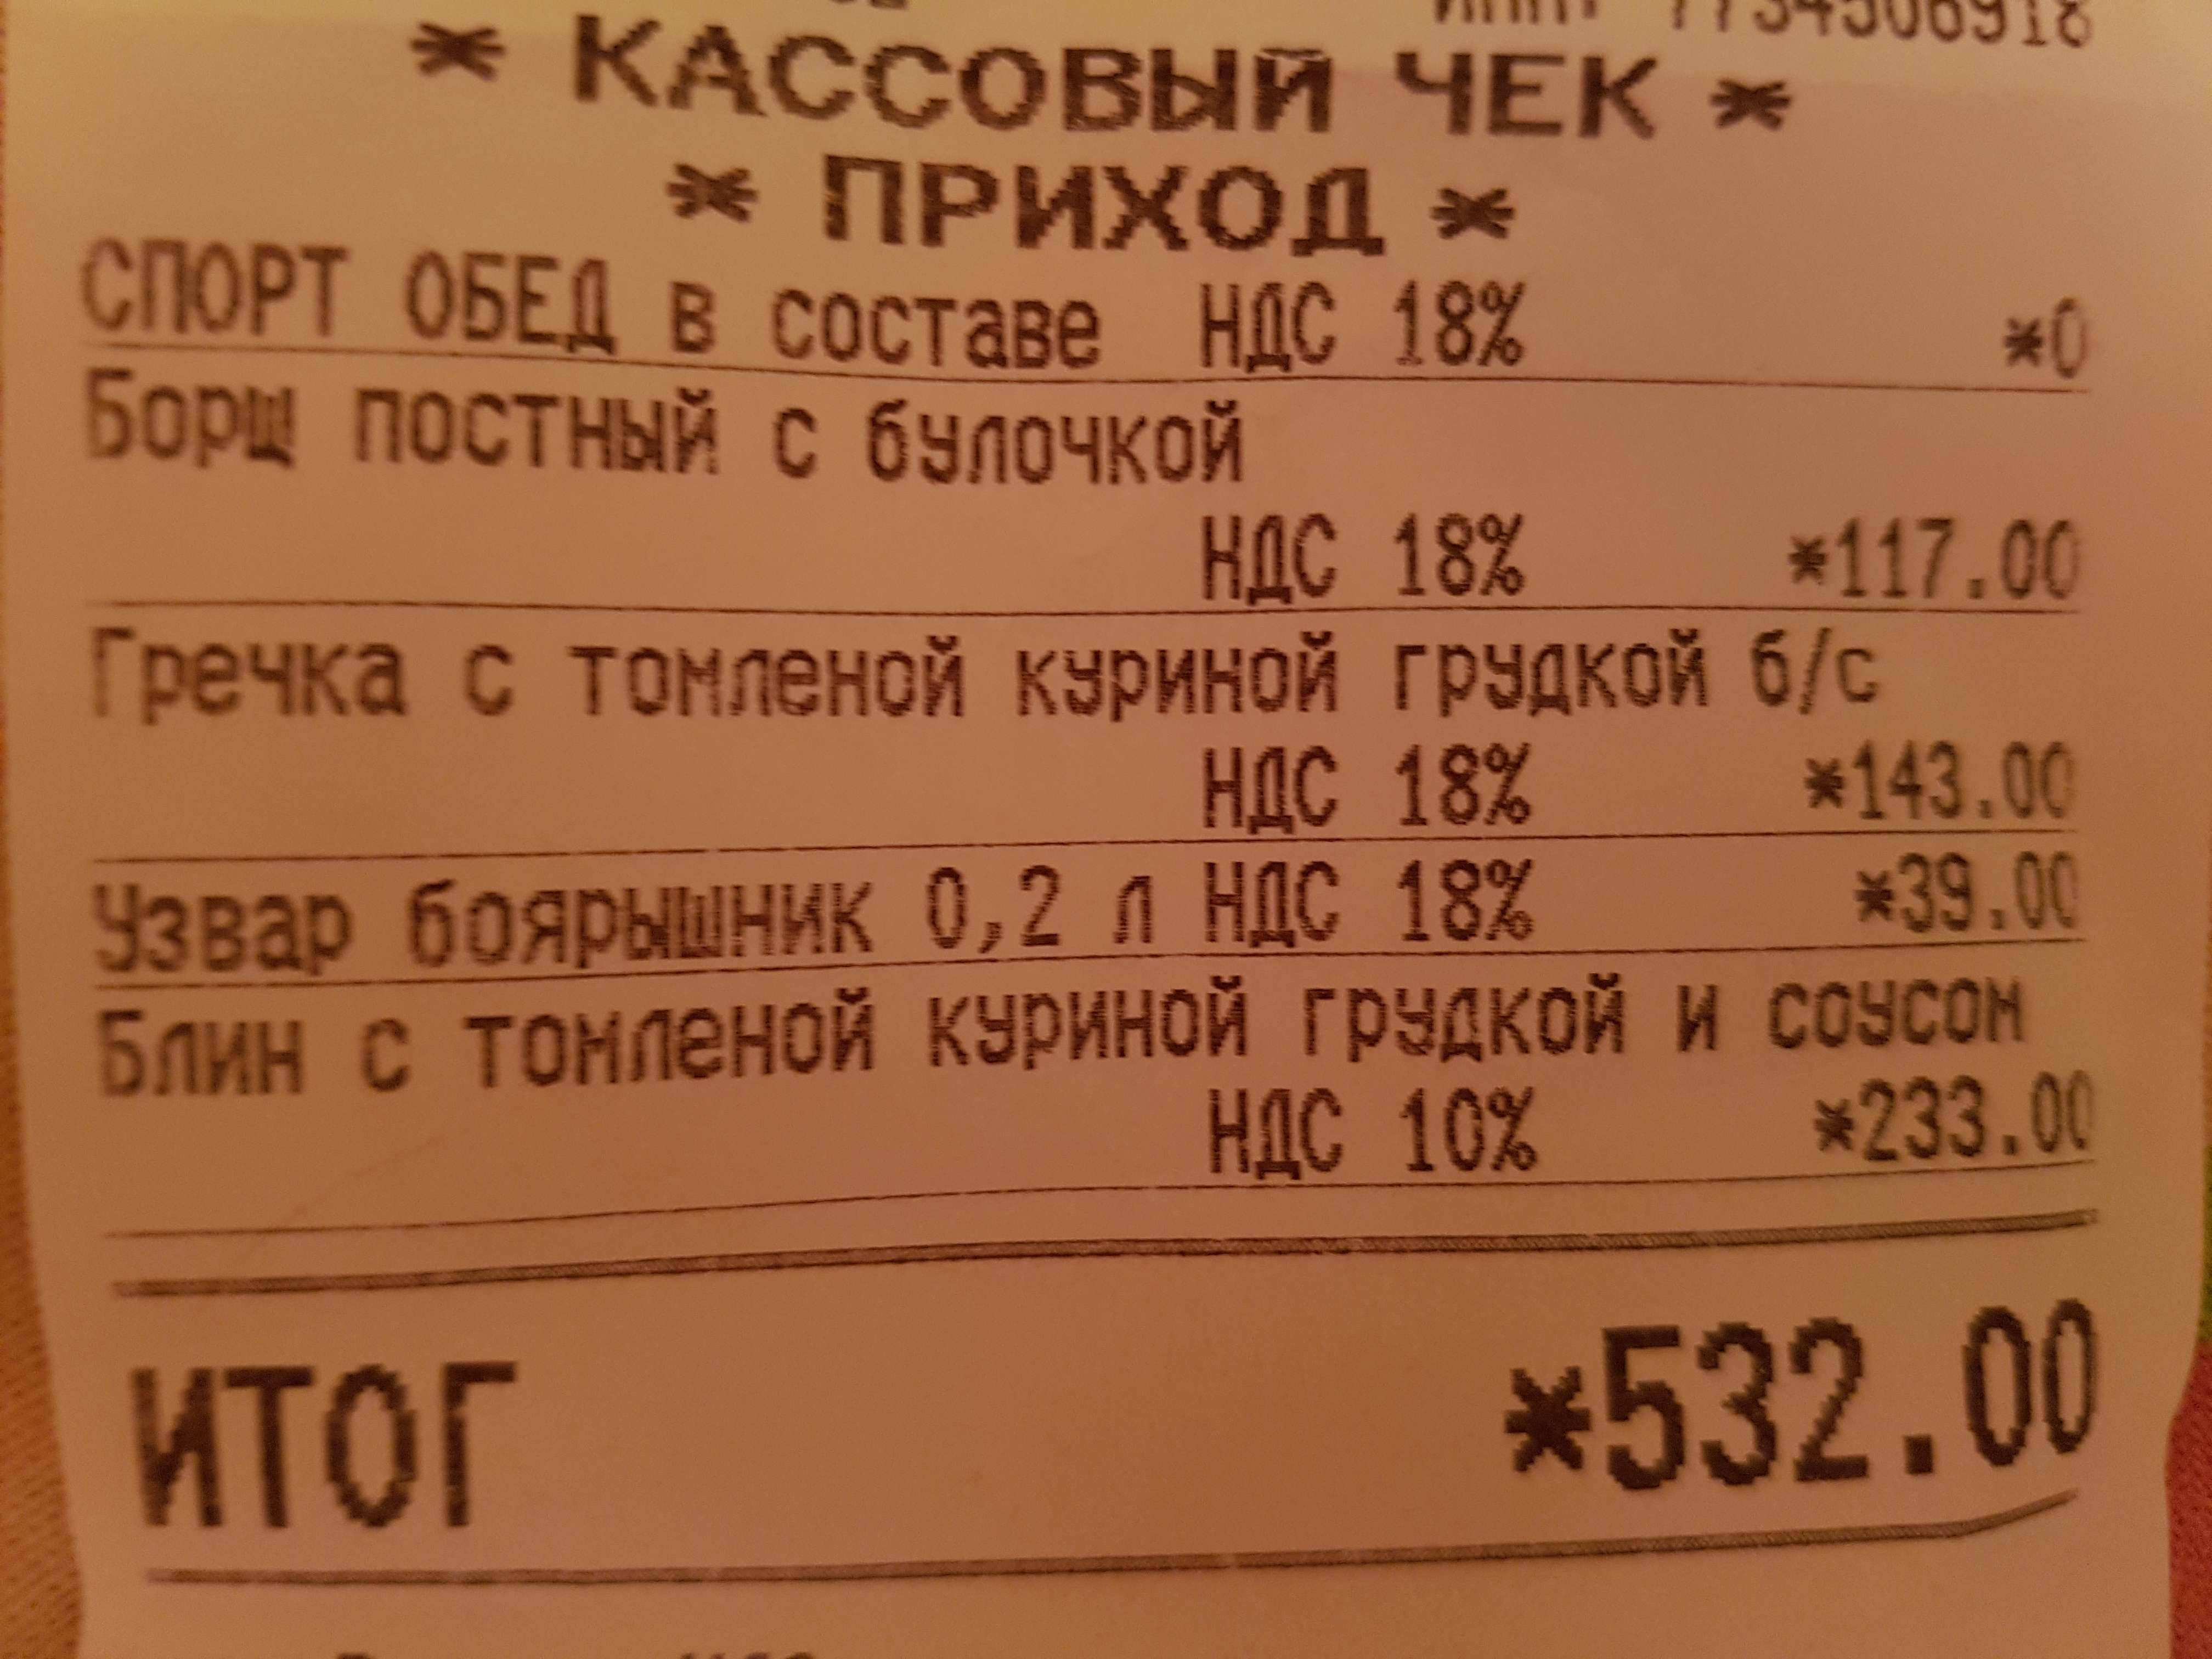 * КАССОВЫЙ ЧЕК *
* ПРИХОД *
СПОРТ ОБЕД в составе НДС 18% *0
Борщ постный с булочкой
НДС 18% *117.00
Гречка с томленой куриной грудкой б/с
НДС 18% *143.00
Узвар боярышник 0,2 л НДС 18% *39.00
Блин с томленой куриной грудкой и соусом
НДС 10% *233.00
ИТОГ *532.00